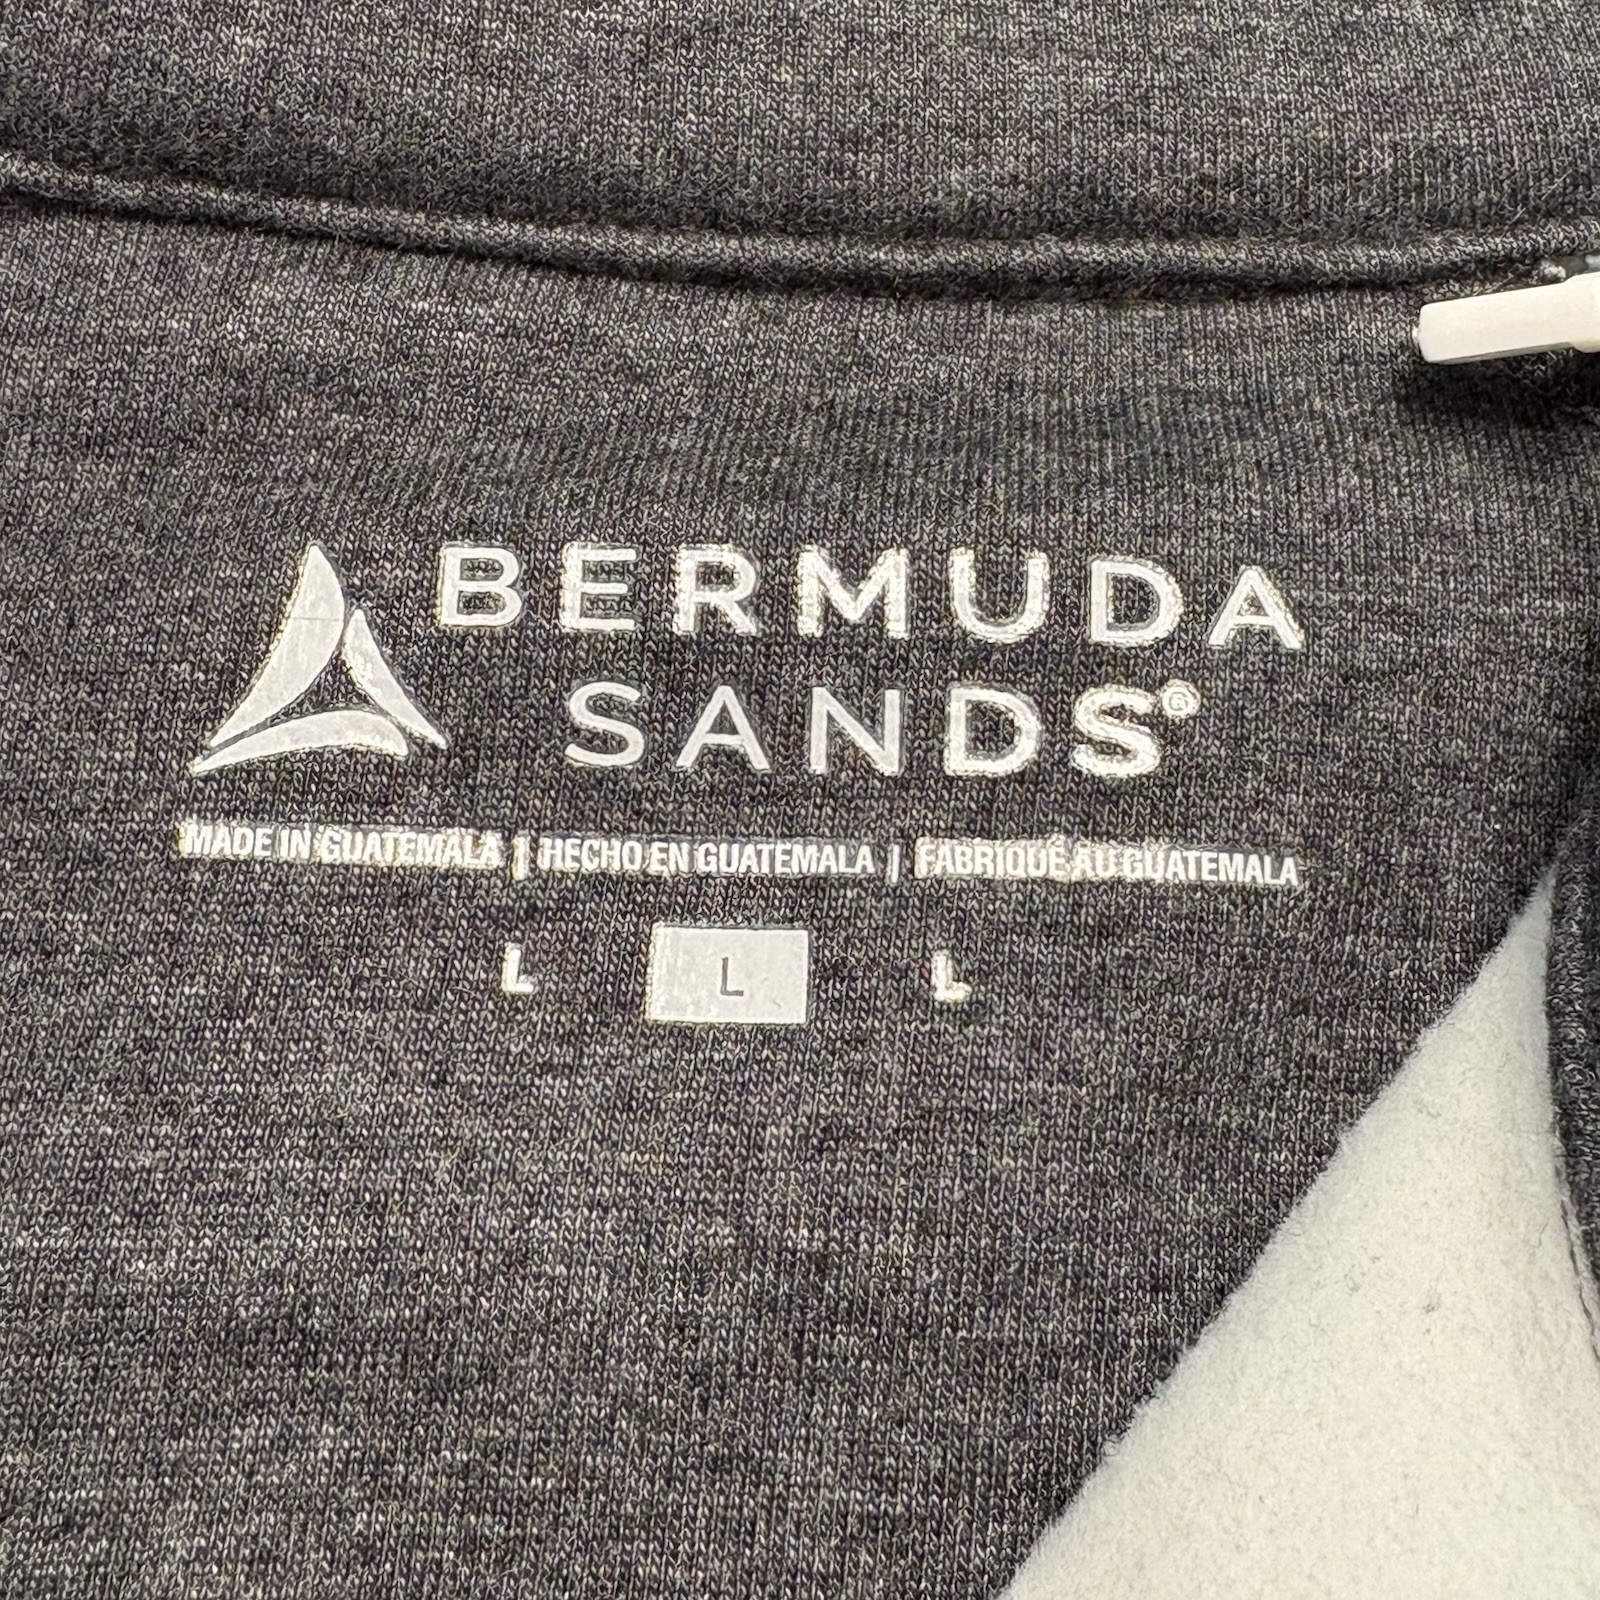 BERMUDA
SANDS®
MADE IN GUATEMALA | HECHO EN GUATEMALA | FABRIQUÉ AU GUATEMALA
L L L